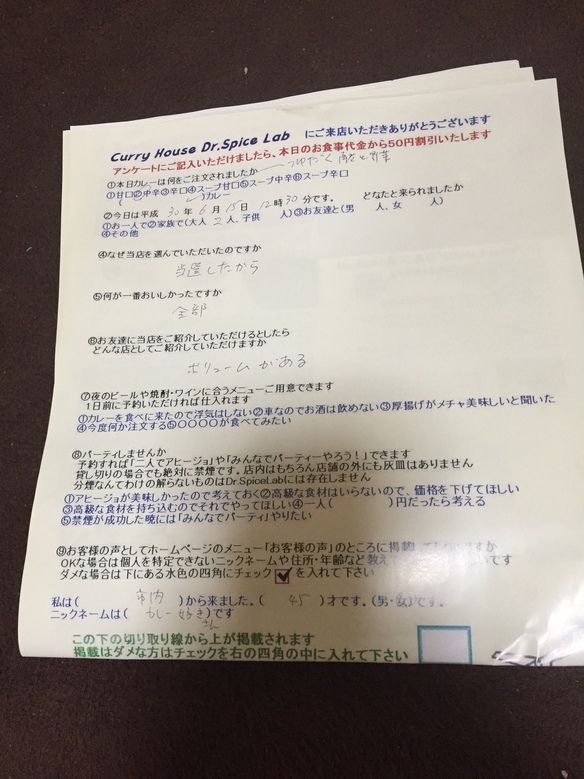 Curry House Dr.Spice Lab にご来店いただきありがとうございます
アンケートにご記入いただけましたら、本日のお食事代金から50円割引いたします
①本日カレーは何をご注文されましたか
①甘口②中辛③辛口④スープ甘口⑤スープ中辛⑥スープ辛口
( )カレー
②今日は平成 30年 6月 15日 12時30分です。 どなたと来られましたか
①お一人で②家族で(大人 2人、子供 人)③お友達と(男 人、女 人)
④その他
④なぜ当店を選んでいただいたのですか
当選したから
⑤何が一番おいしかったですか
全部
⑥お友達に当店をご紹介していただけるとしたら
どんな店としてご紹介していただけますか
ボリュームがある
⑦夜のビールや焼酎・ワインに合うメニューご用意できます
1日前に予約いただければ仕入れます
①カレーを食べに来たので浮気はしない②車なのでお酒は飲めない③厚揚げがメチャ美味しいと聞いた
④今度何か注文する⑤○○○○が食べてみたい
⑧パーティしませんか
予約すれば「二人でアヒージョ」や「みんなでパーティーやろう!」できます
貸し切りの場合でも絶対に禁煙です。店内はもちろん店舗の外にも灰皿はありません
分煙なんてわけの解らないものはDr.SpiceLabには存在しません
①アヒージョが美味しかったので考えておく②高級な食材はいらないので、価格を下げてほしい
③高級な食材を持ち込むのでそれでやってほしい④一人( )円だったら考える
⑤禁煙が成功した暁には「みんなでパーティ」やりたい
⑨お客様の声としてホームページのメニュー「お客様の声」のところに掲載
OKな場合は個人を特定できないニックネームや住所・年齢など教えて
ダメな場合は下にある水色の四角にチェック を入れて下さい
私は( 市内 )から来ました。( 45 )才です。(男・女)です。
ニックネームは( カレー好きさん )です
この下の切り取り線から上が掲載されます
掲載はダメな方はチェックを右の四角の中に入れて下さい